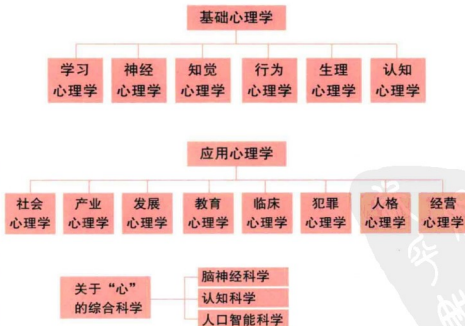 基础心理学
学习 神经 知觉 行为 生理 认知
心理学 心理学 心理学 心理学 心理学 心理学
应用心理学
社会 产业 发展 教育 临床 犯罪 人格 经营
心理学 心理学 心理学 心理学 心理学 心理学 心理学 心理学
脑神经科学
关于“心”
的综合科学
认知科学
人口智能科学